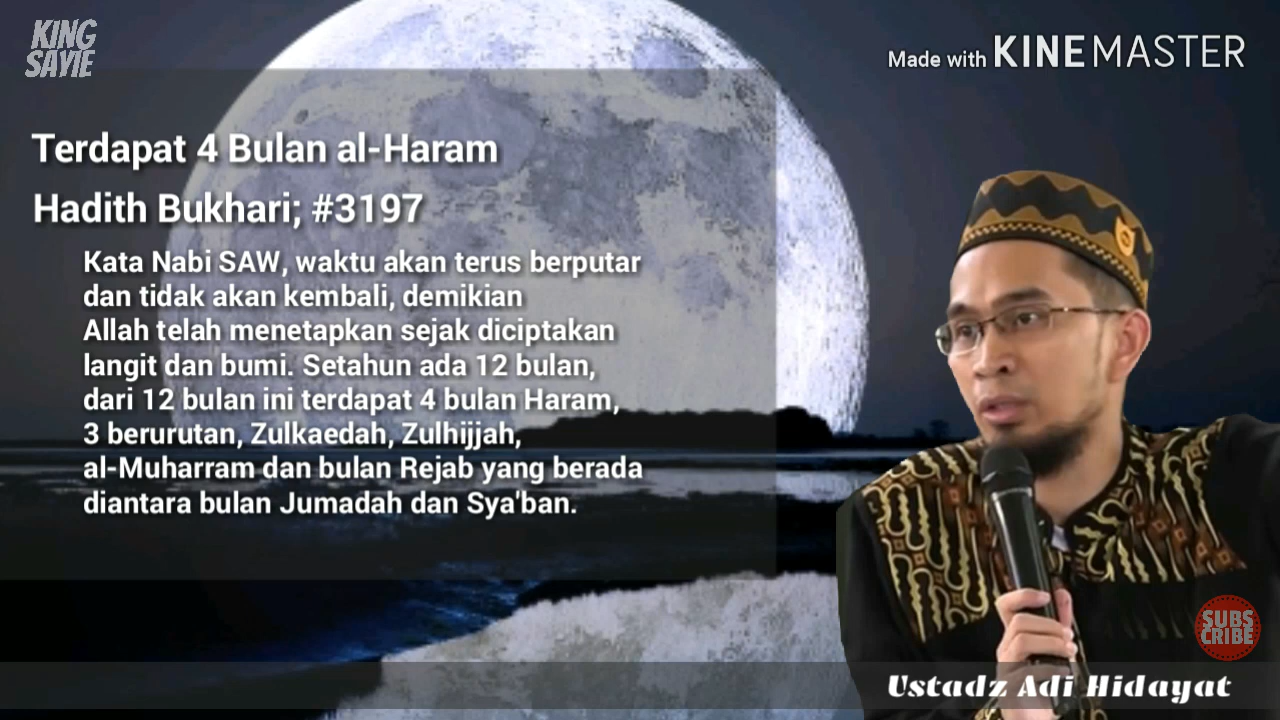 KING
SAYIE
Made with KINEMASTER
Terdapat 4 Bulan al-Haram
Hadith Bukhari; #3197
Kata Nabi SAW, waktu akan terus berputar
dan tidak akan kembali, demikian
Allah telah menetapkan sejak diciptakan
langit dan bumi. Setahun ada 12 bulan,
dari 12 bulan ini terdapat 4 bulan Haram,
3 berurutan, Zulkaedah, Zulhijjah,
al-Muharram dan bulan Rejab yang berada
diantara bulan Jumadah dan Sya'ban.
SUBS
CRIBE
Ustadz Adi Hidayat